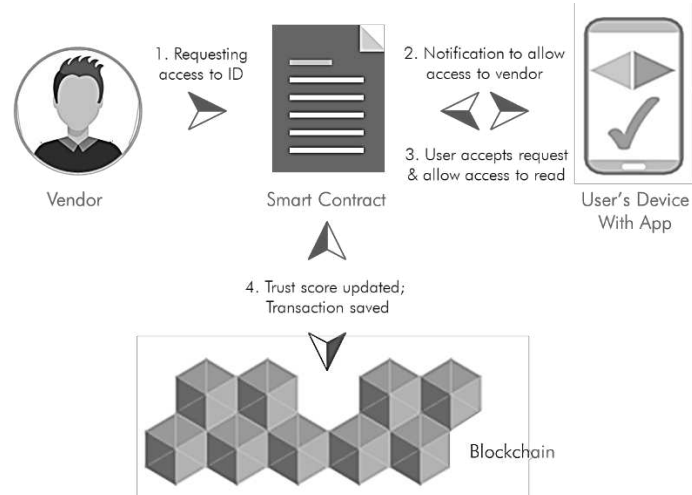 1. Requesting
access to ID
2. Notification to allow
access to vendor
3. User accepts request
& allow access to read
Vendor
Smart Contract
User's Device
With App
4. Trust score updated;
Transaction saved
Blockchain